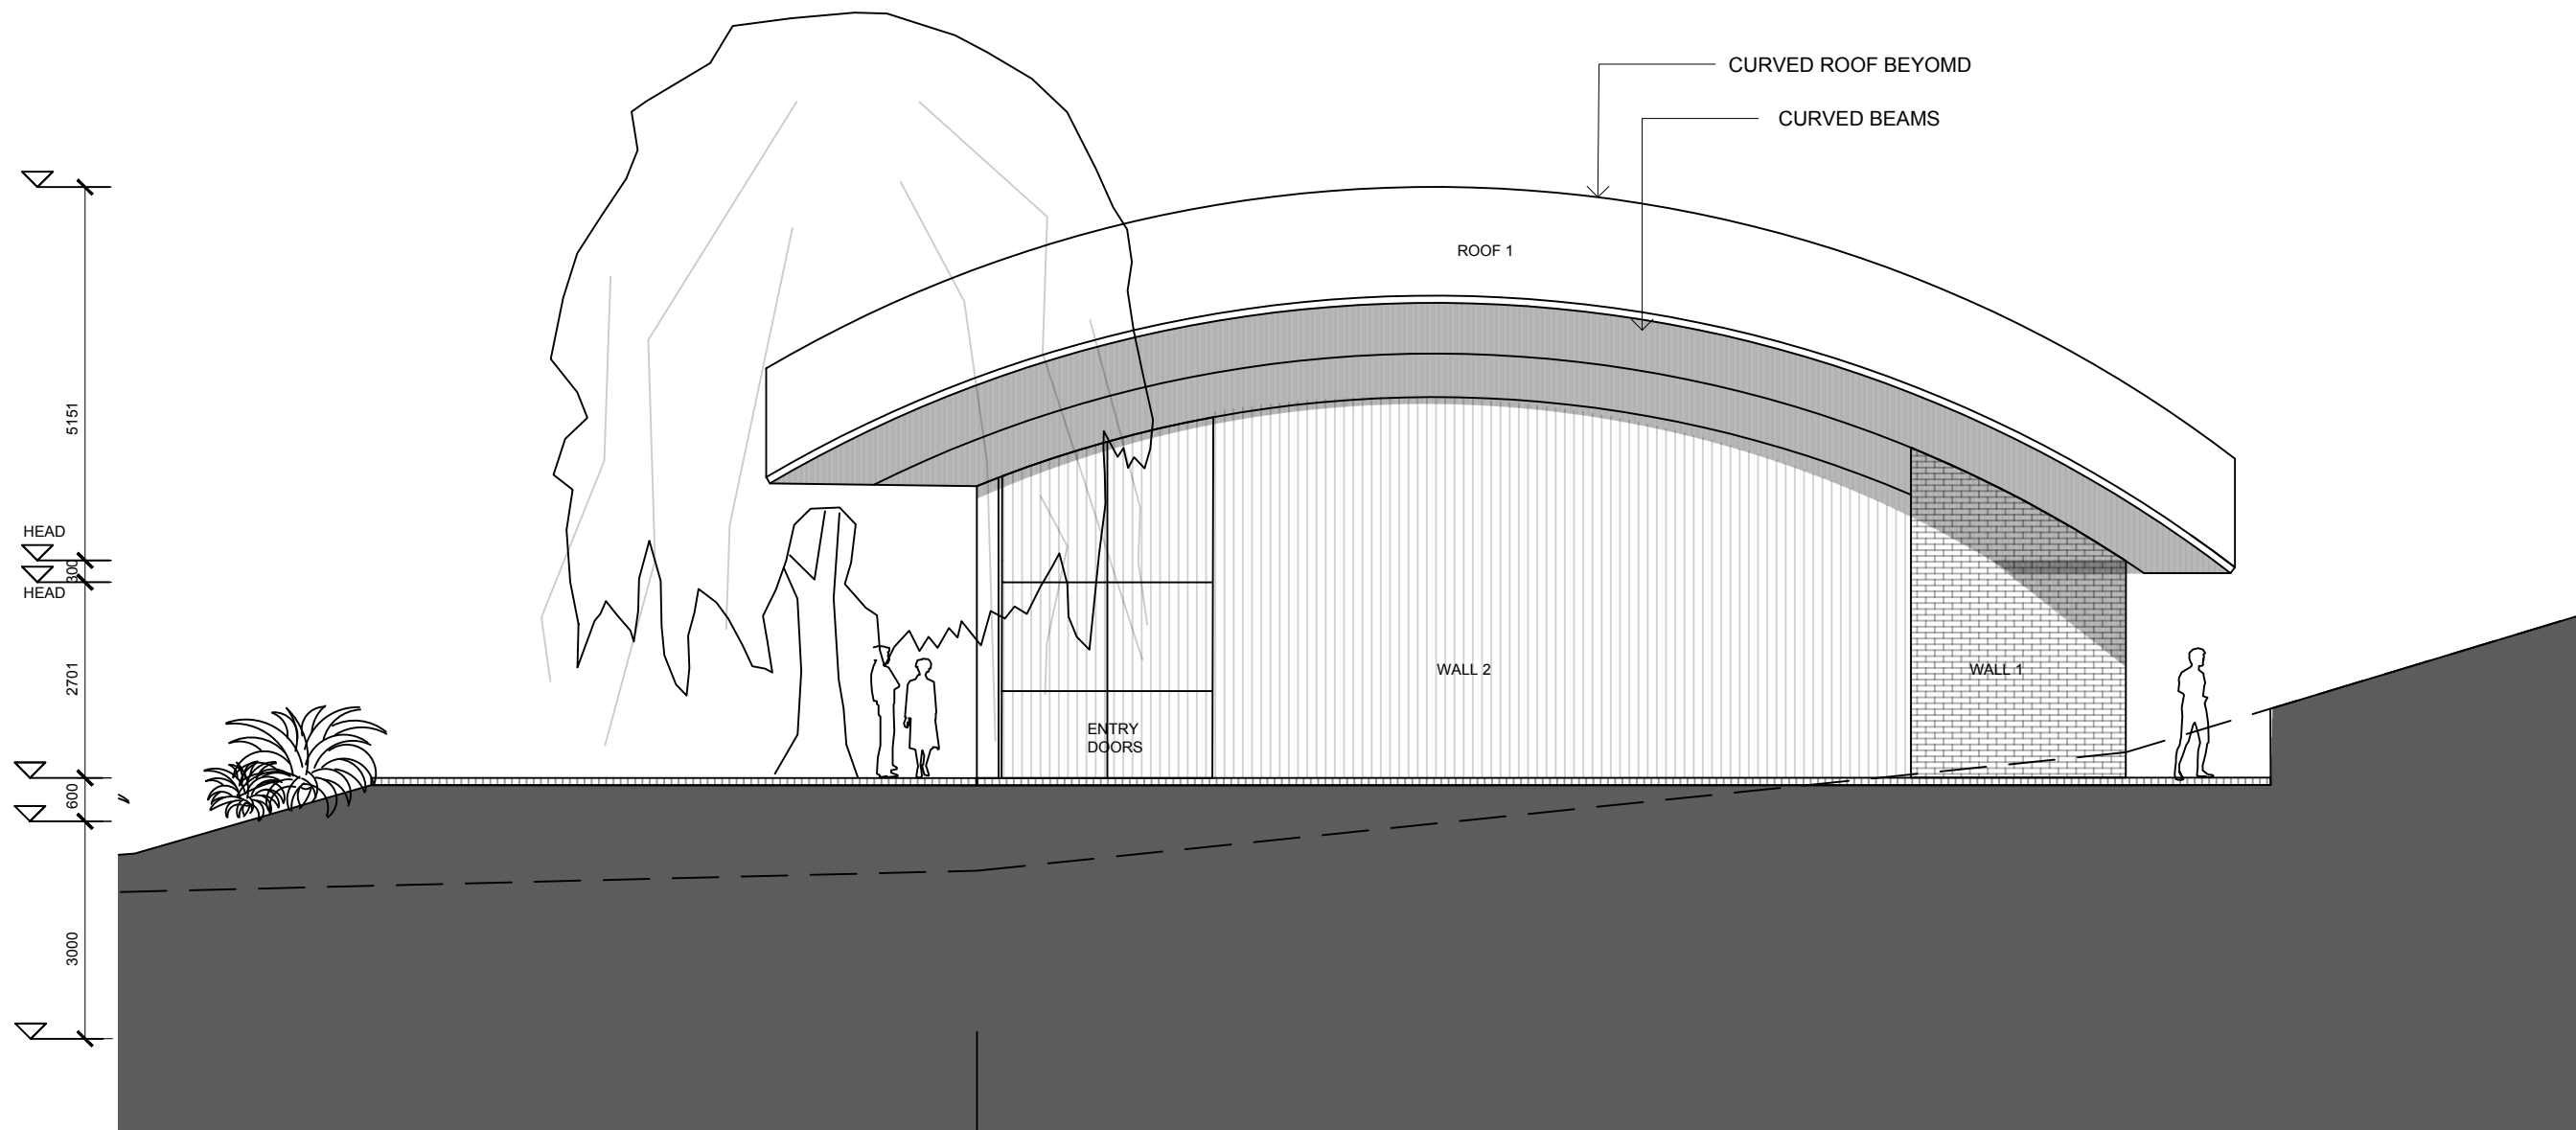 CURVED ROOF BEYOMD
CURVED BEAMS
ROOF 1
5151
HEAD
300
HEAD
2701
WALL 2
WALL 1
ENTRY
DOORS
600
3000